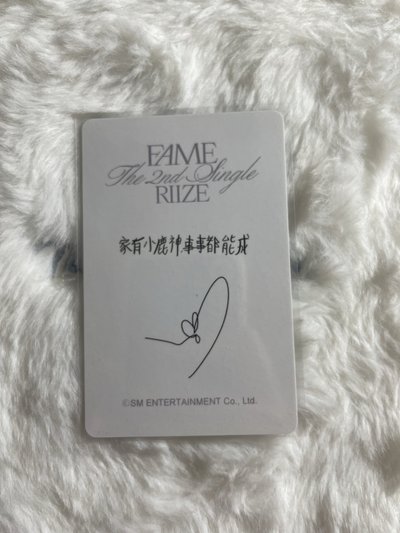 FAME
The 2nd Single
RIIZE
家有小鹿神,事事都能成
©SM ENTERTAINMENT Co., Ltd.